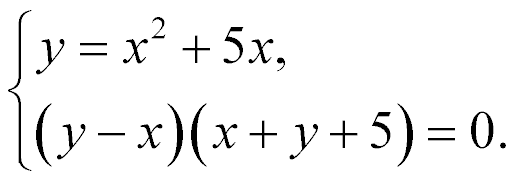 y = x² + 5x,
(y − x)(x + y + 5) = 0.